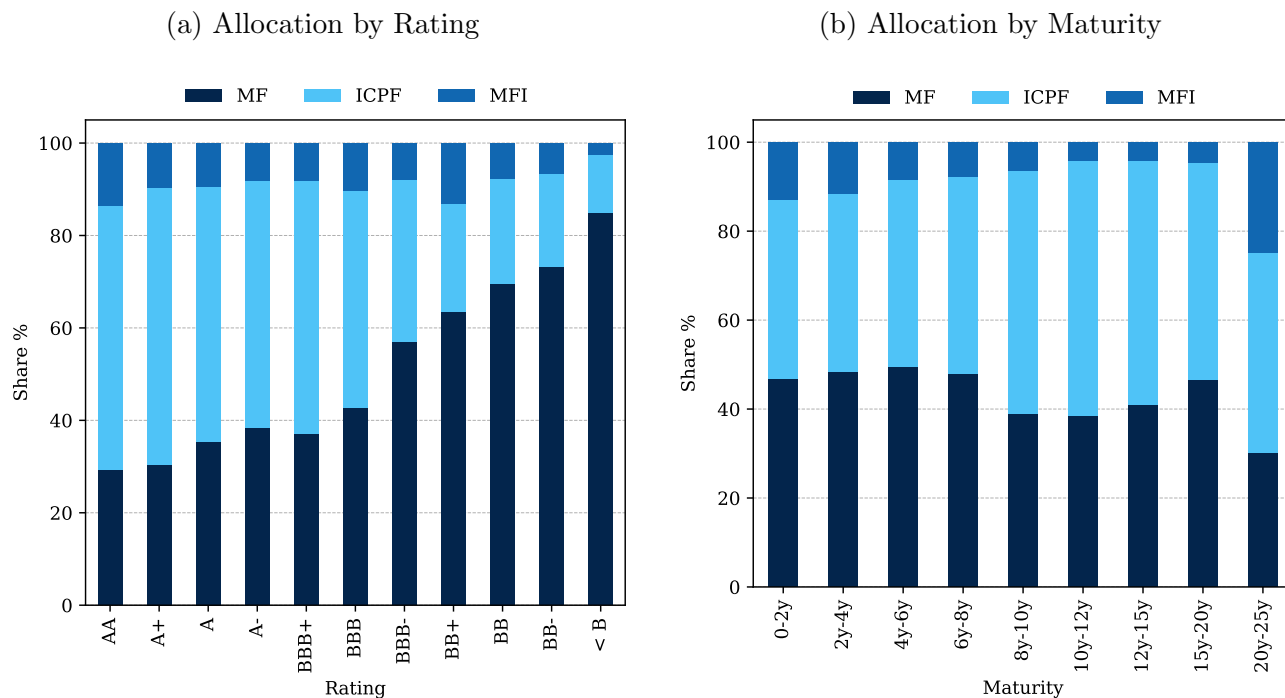 (a) Allocation by Rating
MF ICPF MFI
100
80
60
40
20
0
Share %
AA A+ A A- BBB+ BBB BBB- BB+ BB BB- < B
Rating
(b) Allocation by Maturity
MF ICPF MFI
100
80
60
40
20
0
Share %
0-2y 2y-4y 4y-6y 6y-8y 8y-10y 10y-12y 12y-15y 15y-20y 20y-25y
Maturity